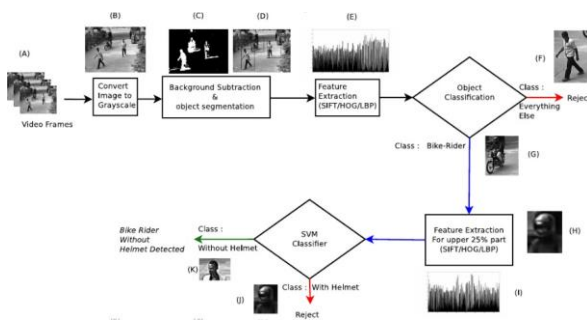 (A)
(B)
(C)
(D)
(E)
(F)
Video Frames
Convert
Image to
Grayscale
Background Subtraction
&
object segmentation
Feature
Extraction
(SIFT/HOG/LBP)
Object
Classification
Class :
Everything
Else
Reject
Class : Bike-Rider
(G)
(H)
Feature Extraction
For upper 25% part
(SIFT/HOG/LBP)
(I)
SVM
Classifier
Class :
Without Helmet
Bike Rider
Without
Helmet Detected
(K)
(J)
Class : With Helmet
Reject